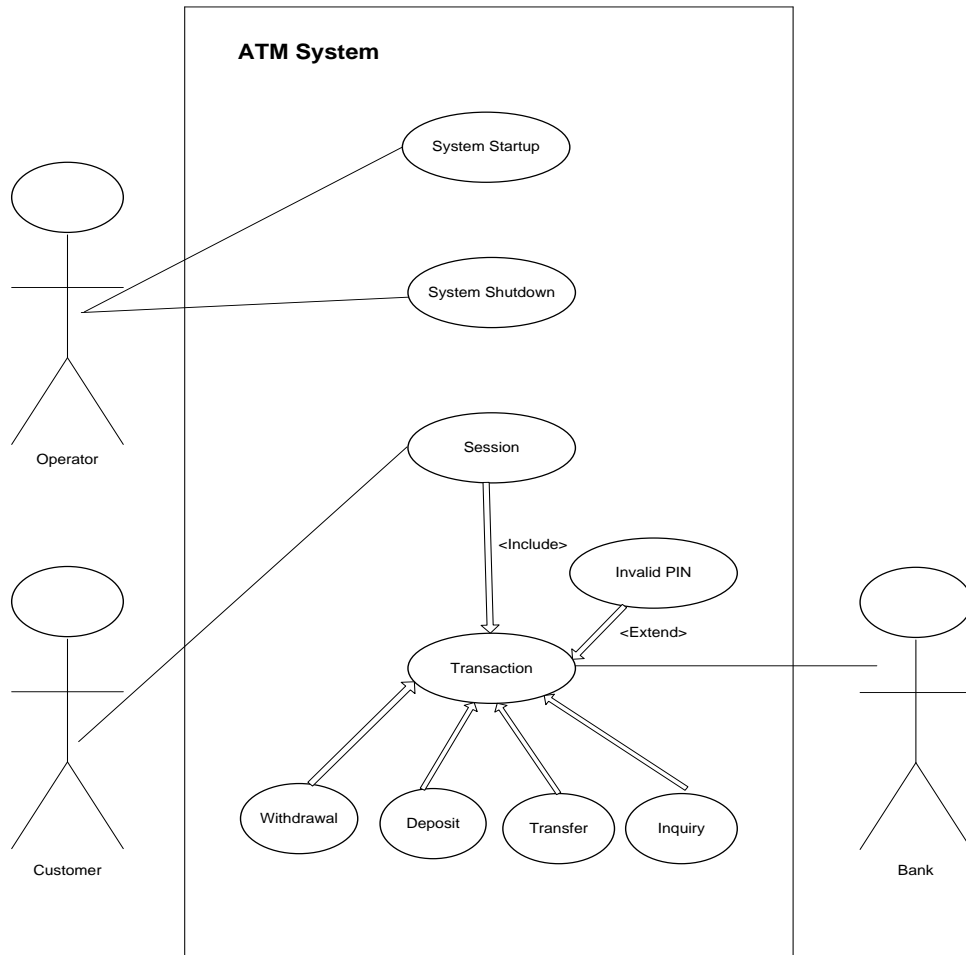 ATM System
System Startup
System Shutdown
Operator
Session
<Include>
Invalid PIN
<Extend>
Transaction
Withdrawal
Deposit
Transfer
Inquiry
Customer
Bank